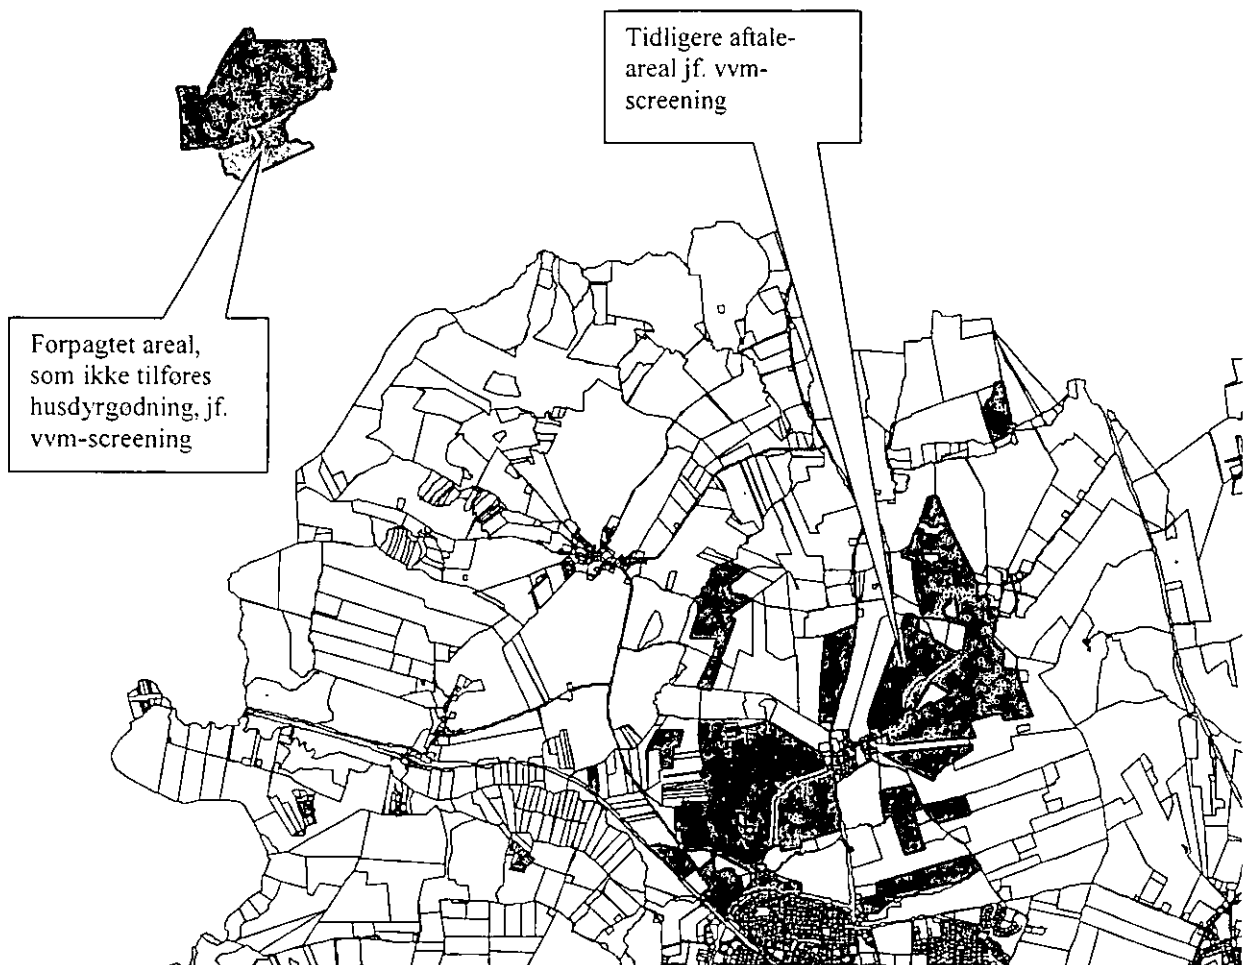 Tidligere aftale-
areal jf. vvm-
screening
Forpagtet areal,
som ikke tilføres
husdyrgødning, jf.
vvm-screening